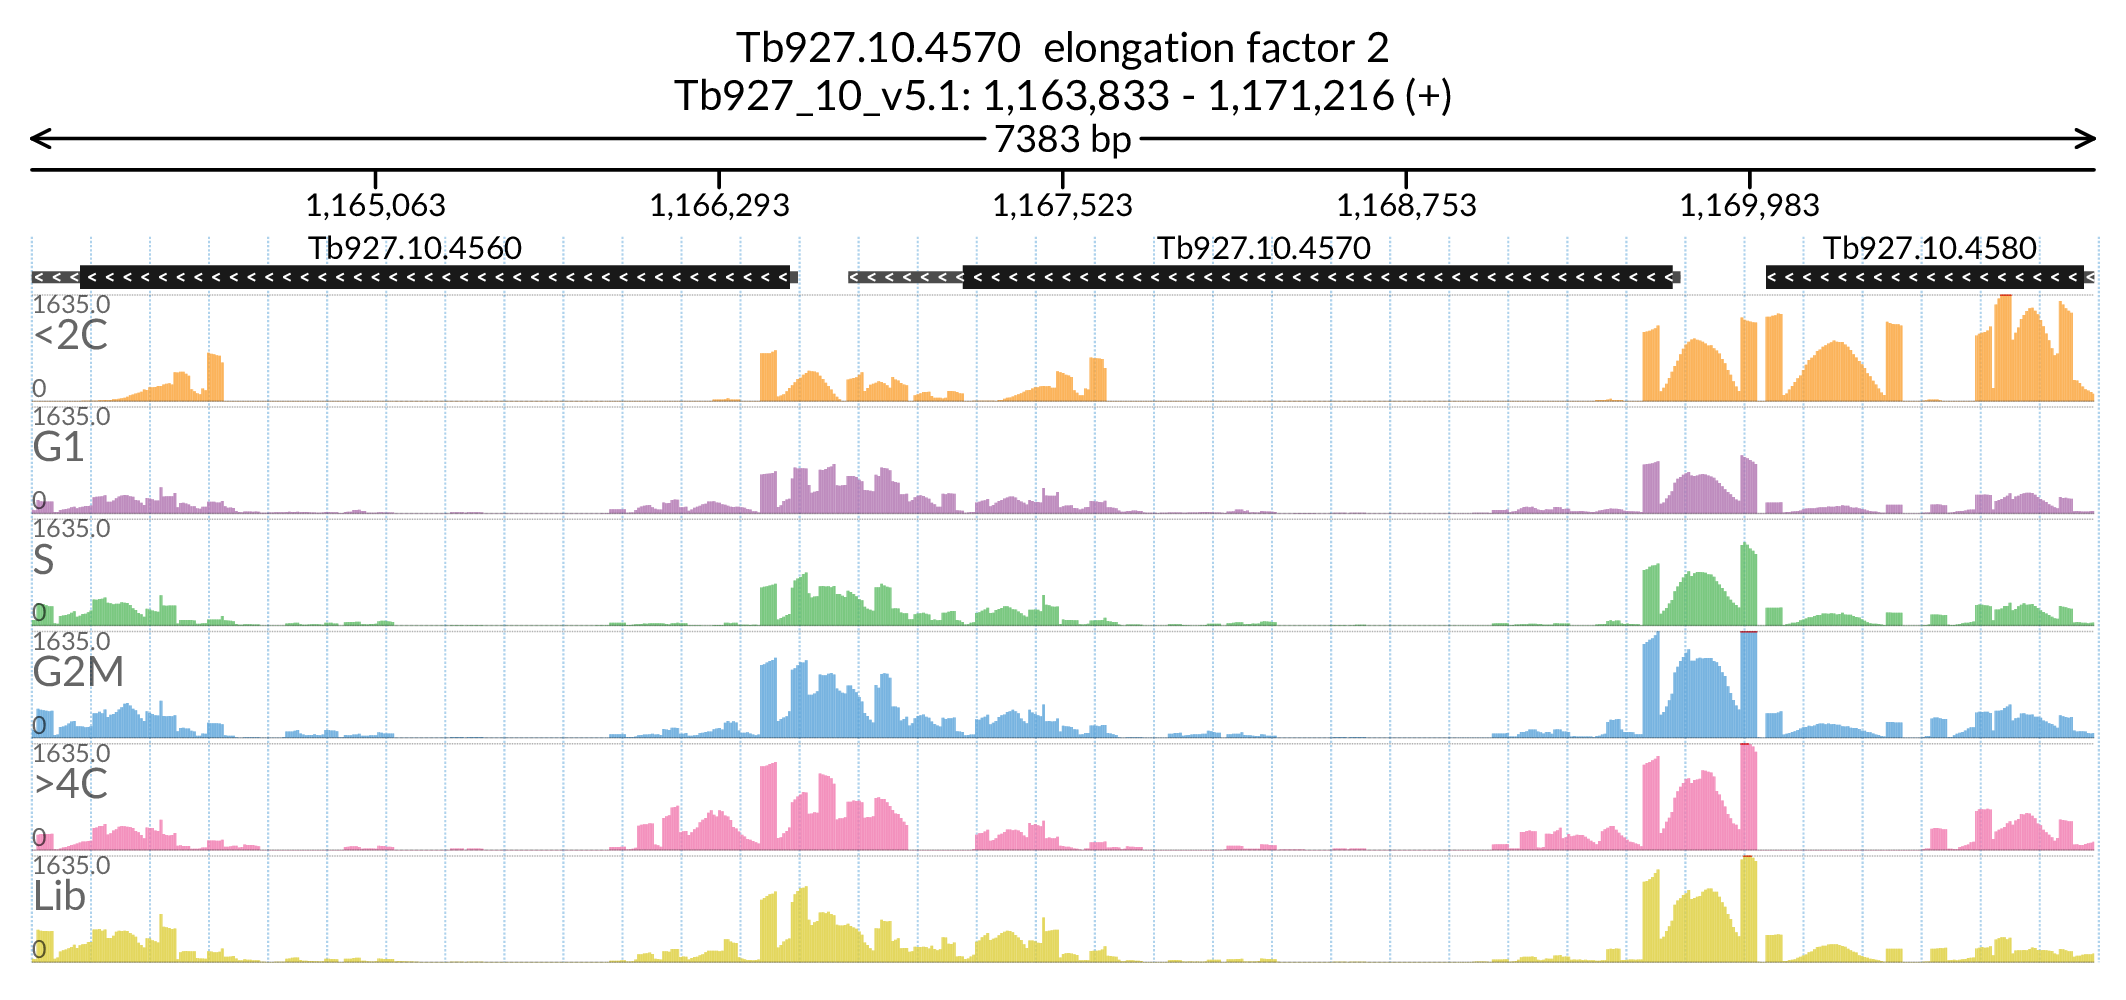 Tb927.10.4570  elongation factor 2
Tb927_10_v5.1: 1,163,833 - 1,171,216 (+)
7383 bp
1,165,063 1,166,293 1,167,523 1,168,753 1,169,983
Tb927.10.4560 Tb927.10.4570 Tb927.10.4580
1635.0
<2C
0
1635.0
G1
0
1635.0
S
0
1635.0
G2M
0
1635.0
>4C
0
1635.0
Lib
0